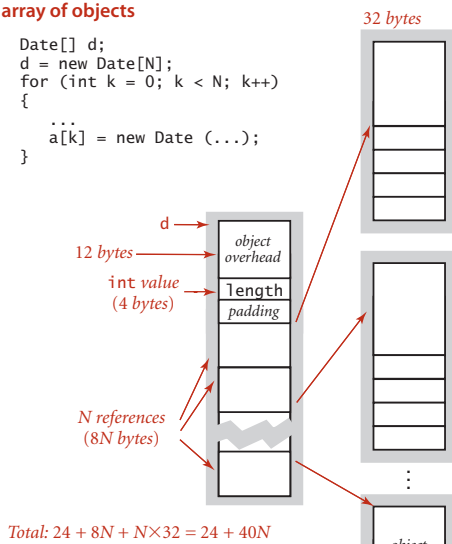 array of objects
Date[] d;
d = new Date[N];
for (int k = 0; k < N; k++)
{
...
a[k] = new Date (...);
}
32 bytes
d
12 bytes
object
overhead
int value
(4 bytes)
length
padding
N references
(8N bytes)
Total: 24 + 8N + N×32 = 24 + 40N
object